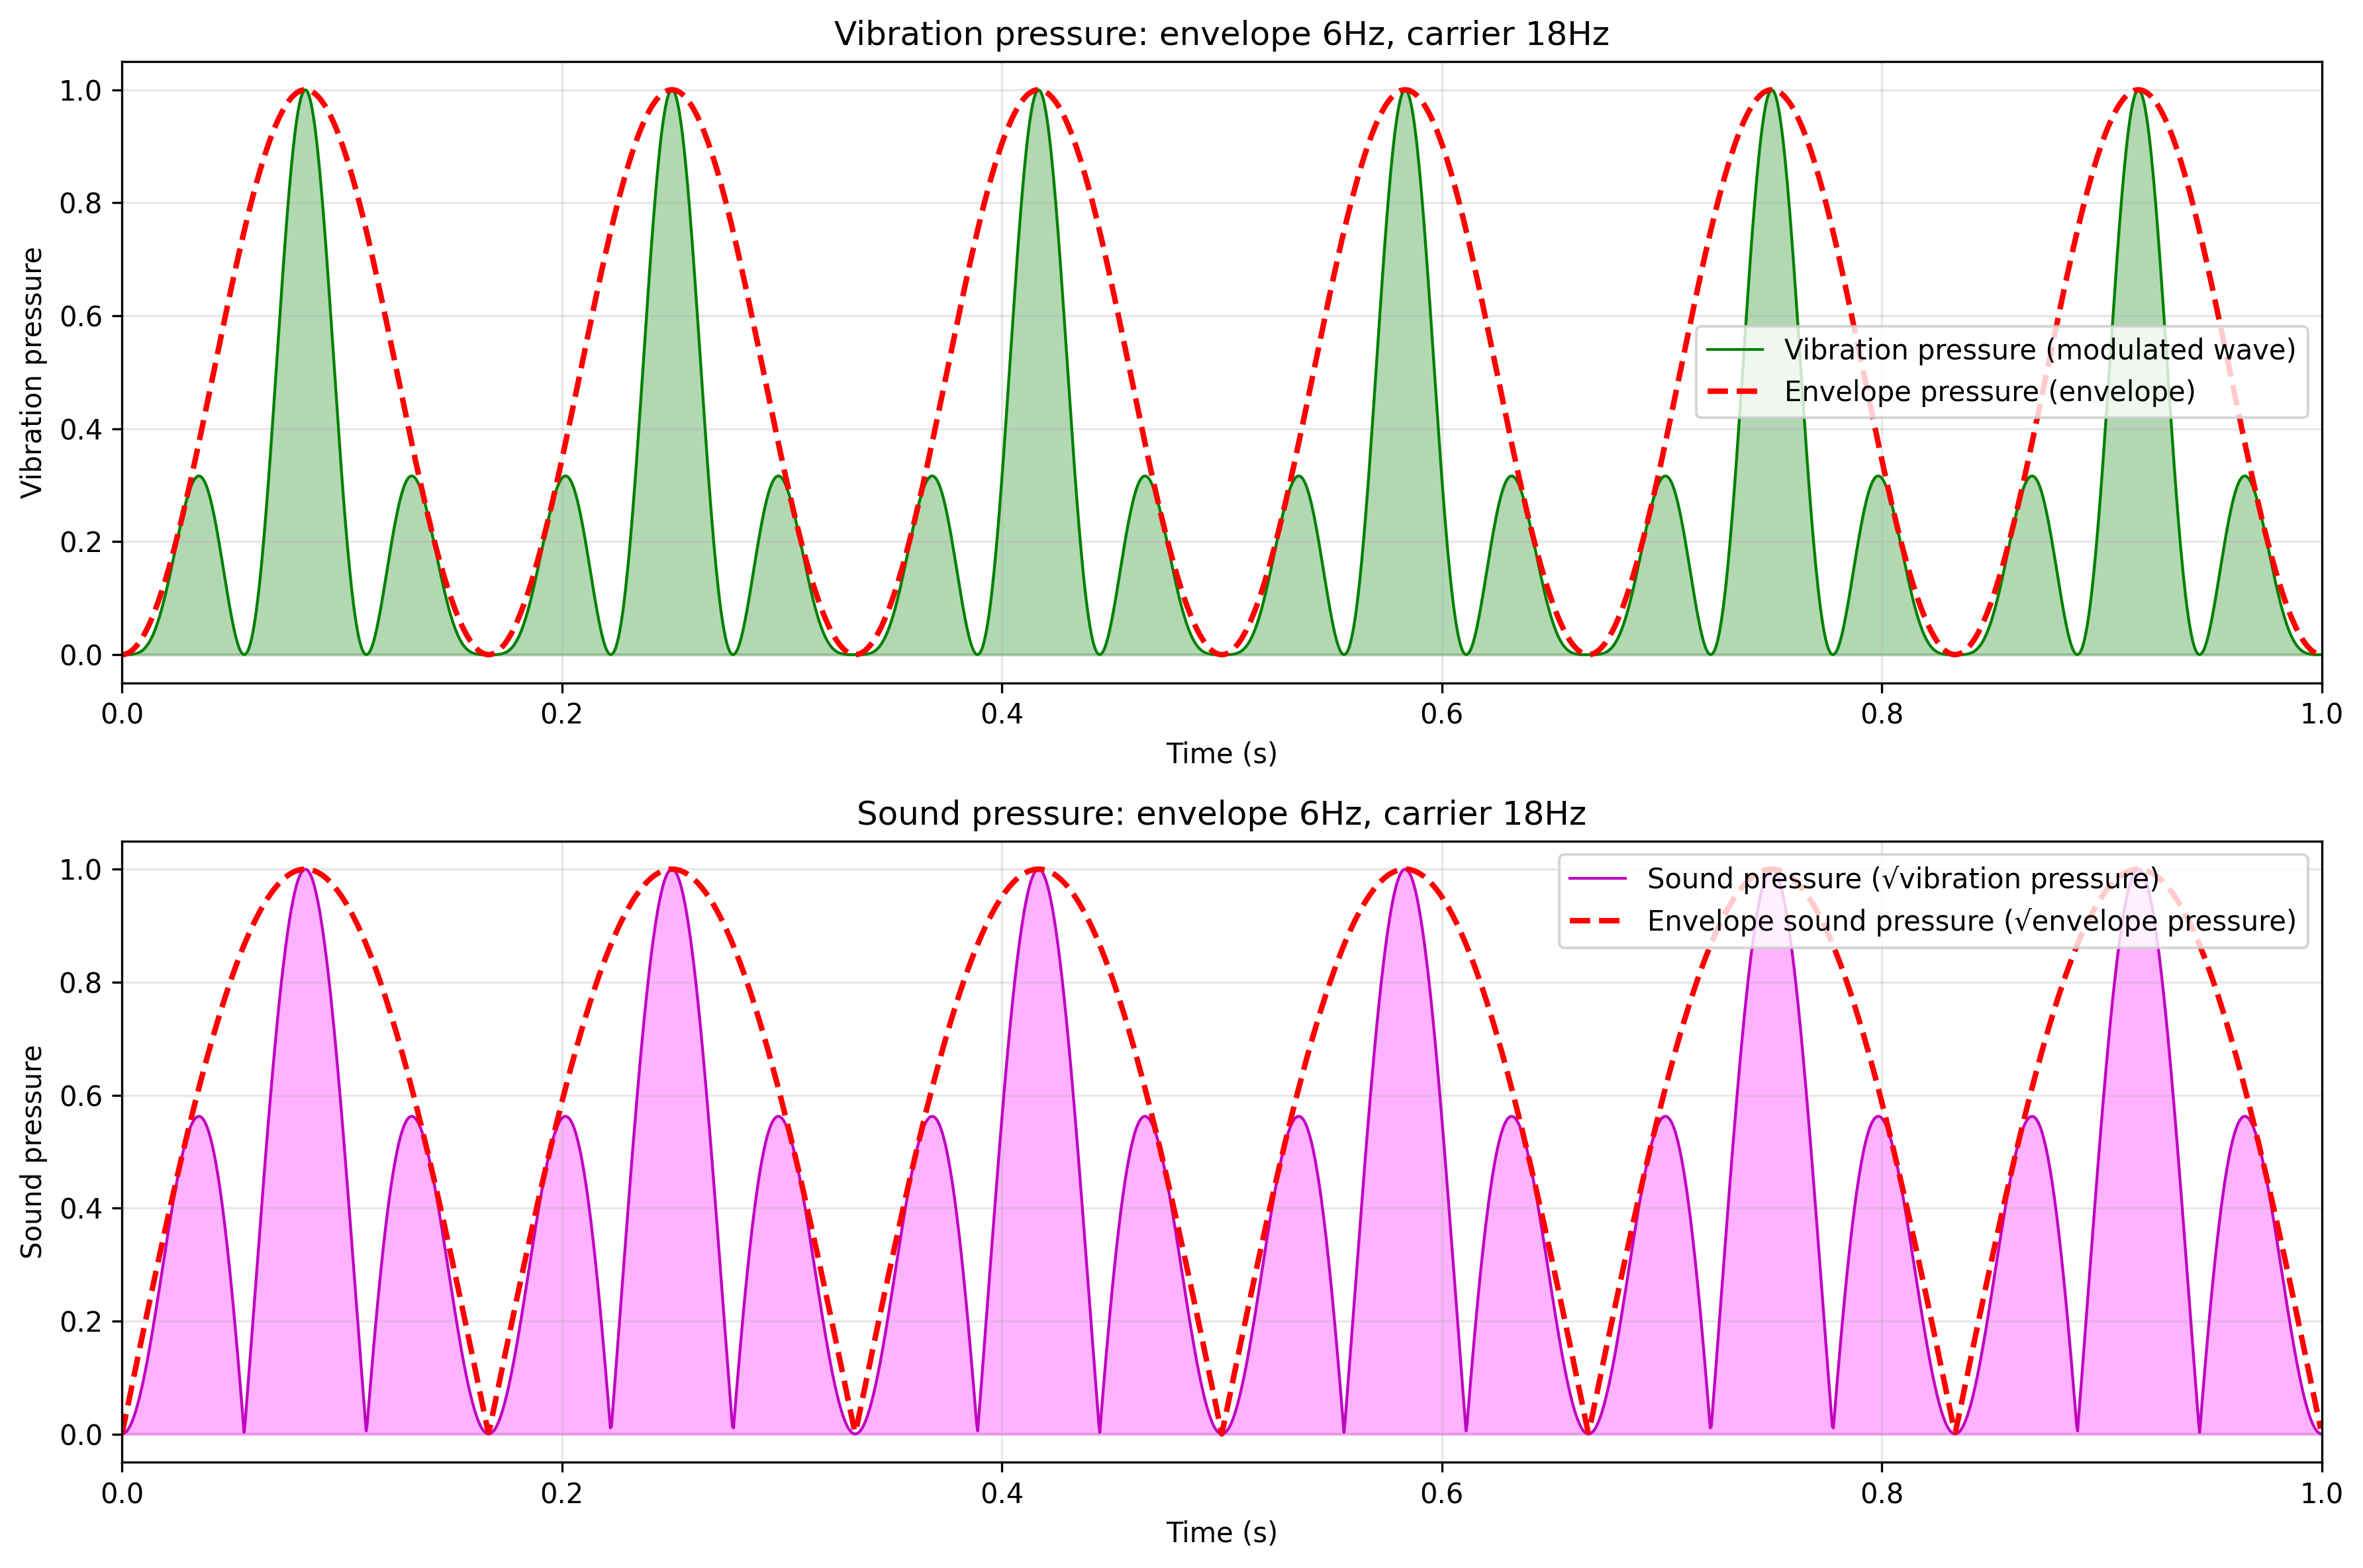 Vibration pressure: envelope 6Hz, carrier 18Hz
Vibration pressure
1.0
0.8
0.6
0.4
0.2
0.0
Vibration pressure (modulated wave)
Envelope pressure (envelope)
0.0 0.2 0.4 0.6 0.8 1.0
Time (s)
Sound pressure: envelope 6Hz, carrier 18Hz
Sound pressure
1.0
0.8
0.6
0.4
0.2
0.0
Sound pressure (√vibration pressure)
Envelope sound pressure (√envelope pressure)
0.0 0.2 0.4 0.6 0.8 1.0
Time (s)